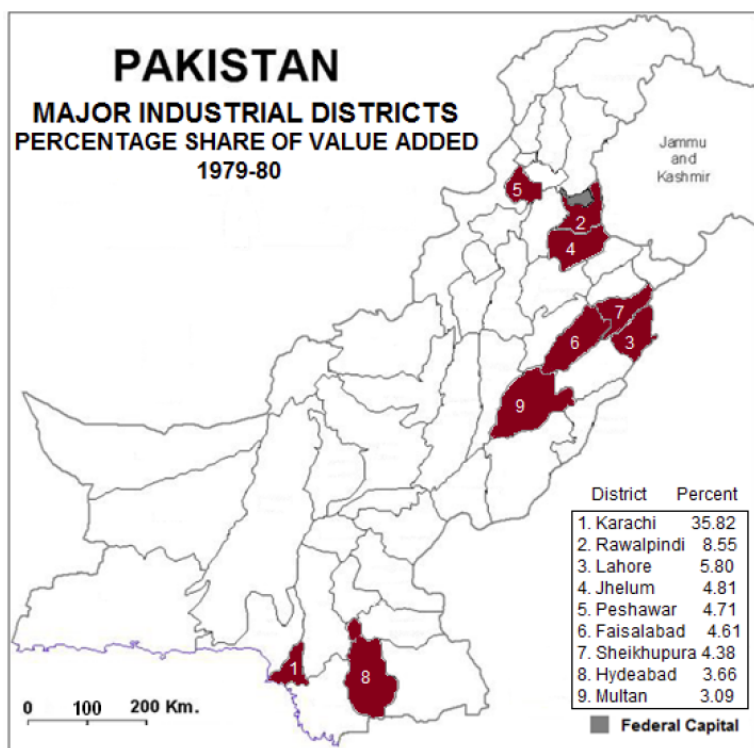 PAKISTAN
MAJOR INDUSTRIAL DISTRICTS
PERCENTAGE SHARE OF VALUE ADDED
1979-80
Jammu
and
Kashmir
5
2
4
7
3
6
9
1
8
District Percent
1. Karachi 35.82
2. Rawalpindi 8.55
3. Lahore 5.80
4. Jhelum 4.81
5. Peshawar 4.71
6. Faisalabad 4.61
7. Sheikhupura 4.38
8. Hydeabad 3.66
9. Multan 3.09
Federal Capital
0 100 200 Km.